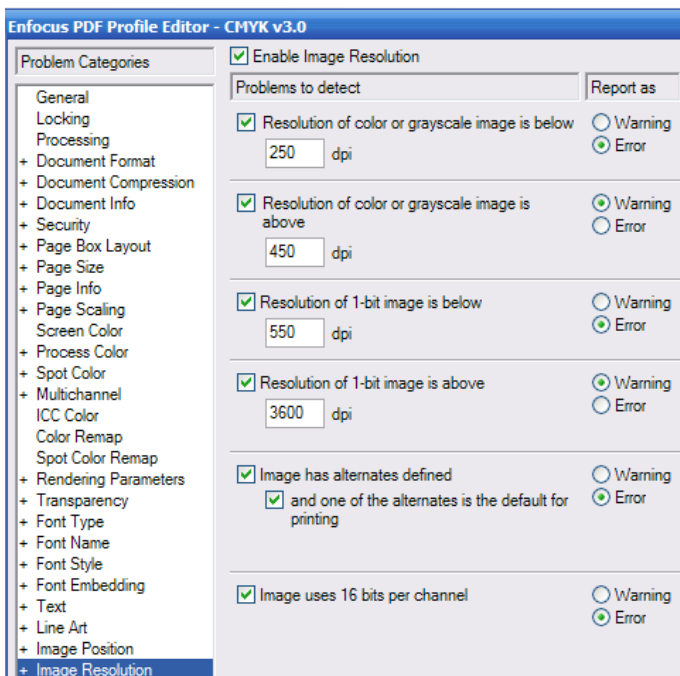 Enfocus PDF Profile Editor - CMYK v3.0
Problem Categories
General
Locking
Processing
+ Document Format
+ Document Compression
+ Document Info
+ Security
+ Page Box Layout
+ Page Size
+ Page Info
+ Page Scaling
Screen Color
+ Process Color
+ Spot Color
+ Multichannel
ICC Color
Color Remap
Spot Color Remap
+ Rendering Parameters
+ Transparency
+ Font Type
+ Font Name
+ Font Style
+ Font Embedding
+ Text
+ Line Art
+ Image Position
+ Image Resolution
Enable Image Resolution
Problems to detect Report as
Resolution of color or grayscale image is below Warning
250 dpi Error
Resolution of color or grayscale image is Warning
above Error
450 dpi
Resolution of 1-bit image is below Warning
550 dpi Error
Resolution of 1-bit image is above Warning
3600 dpi Error
Image has alternates defined Warning
and one of the alternates is the default for Error
printing
Image uses 16 bits per channel Warning
Error